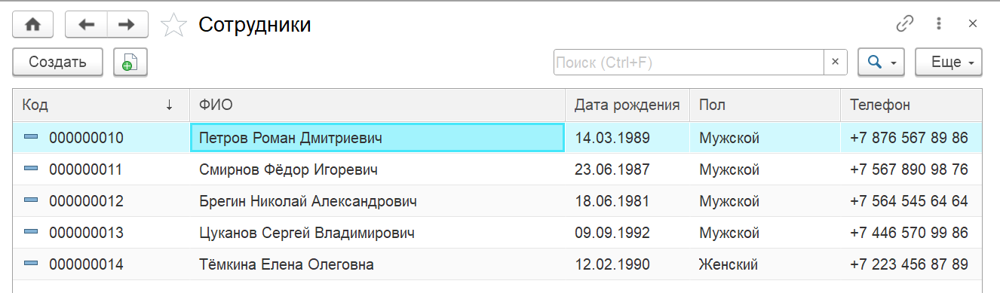 Сотрудники
Создать Поиск (Ctrl+F) × Еще
Код ↓ ФИО Дата рождения Пол Телефон
000000010 Петров Роман Дмитриевич 14.03.1989 Мужской +7 876 567 89 86
000000011 Смирнов Фёдор Игоревич 23.06.1987 Мужской +7 567 890 98 76
000000012 Брегин Николай Александрович 18.06.1981 Мужской +7 564 545 64 64
000000013 Цуканов Сергей Владимирович 09.09.1992 Мужской +7 446 570 99 86
000000014 Тёмкина Елена Олеговна 12.02.1990 Женский +7 223 456 87 89